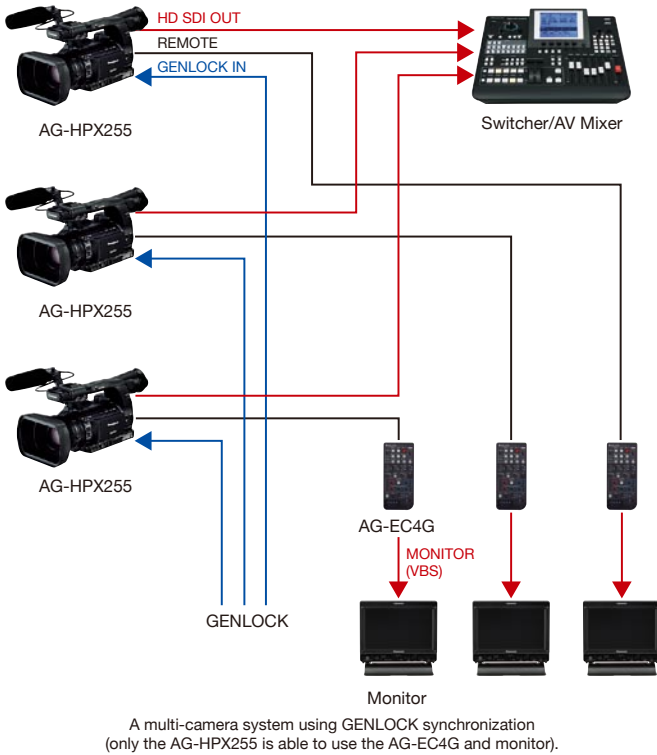 HD SDI OUT
REMOTE
GENLOCK IN
AG-HPX255
Switcher/AV Mixer
AG-HPX255
AG-HPX255
AG-EC4G
MONITOR
(VBS)
GENLOCK
Monitor
A multi-camera system using GENLOCK synchronization
(only the AG-HPX255 is able to use the AG-EC4G and monitor).